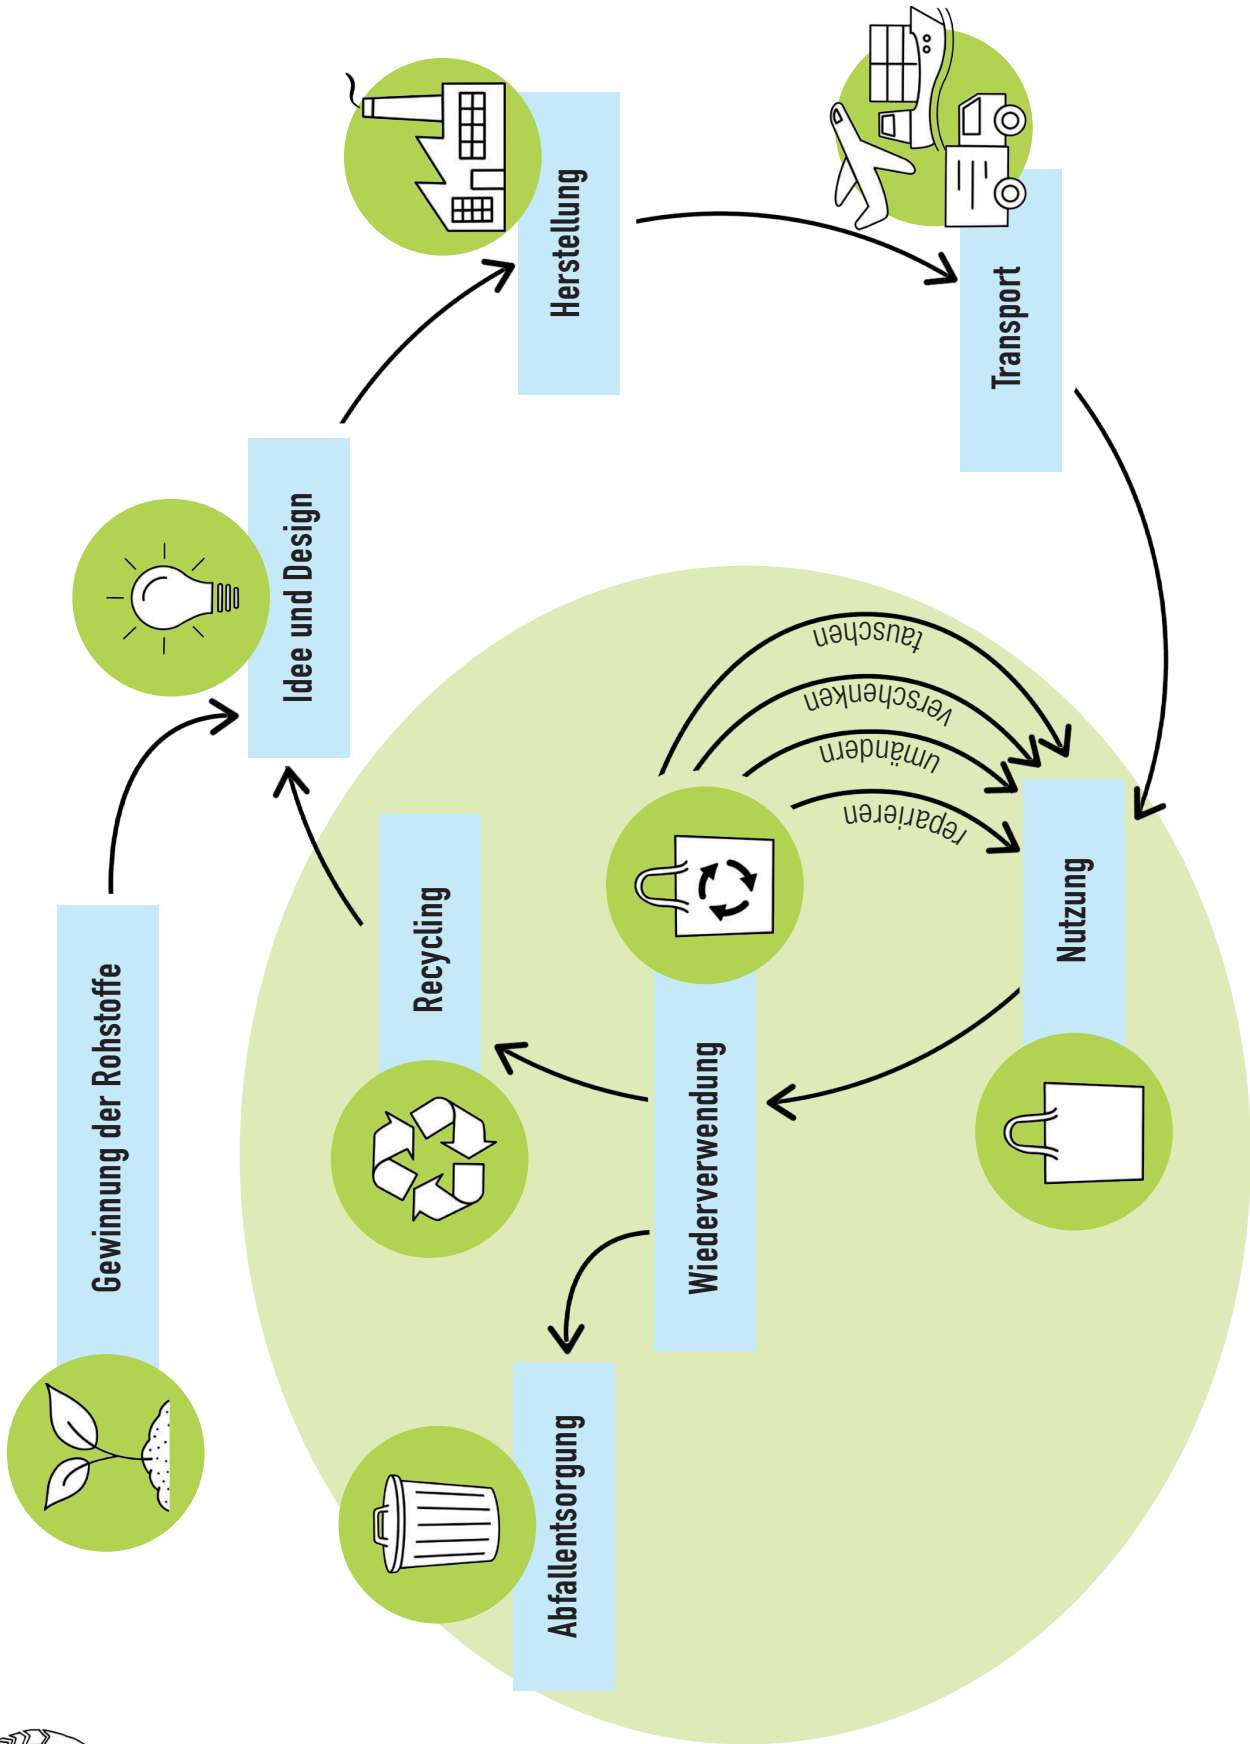 Gewinnung der Rohstoffe
Idee und Design
Herstellung
Transport
Nutzung
Wiederverwendung
reparieren
umändern
verschenken
tauschen
Recycling
Abfallentsorgung